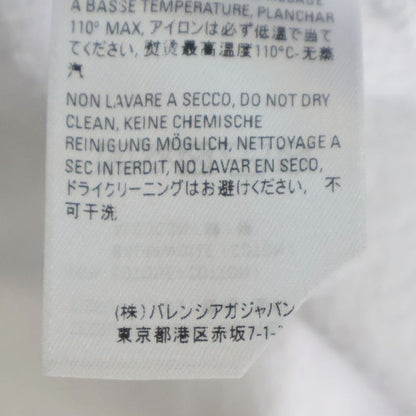 A BASSE TEMPERATURE, PLANCHAR
110° MAX, アイロンは必ず低温で当て
てください, 熨烫最高温度110°C-无蒸
汽
NON LAVARE A SECCO, DO NOT DRY
CLEAN, KEINE CHEMISCHE
REINIGUNG MÖGLICH, NETTOYAGE A
SEC INTERDIT, NO LAVAR EN SECO,
ドライクリーニングはお避けください, 不
可干洗
(株) バレンシアガジャパン
東京都港区赤坂7-1-